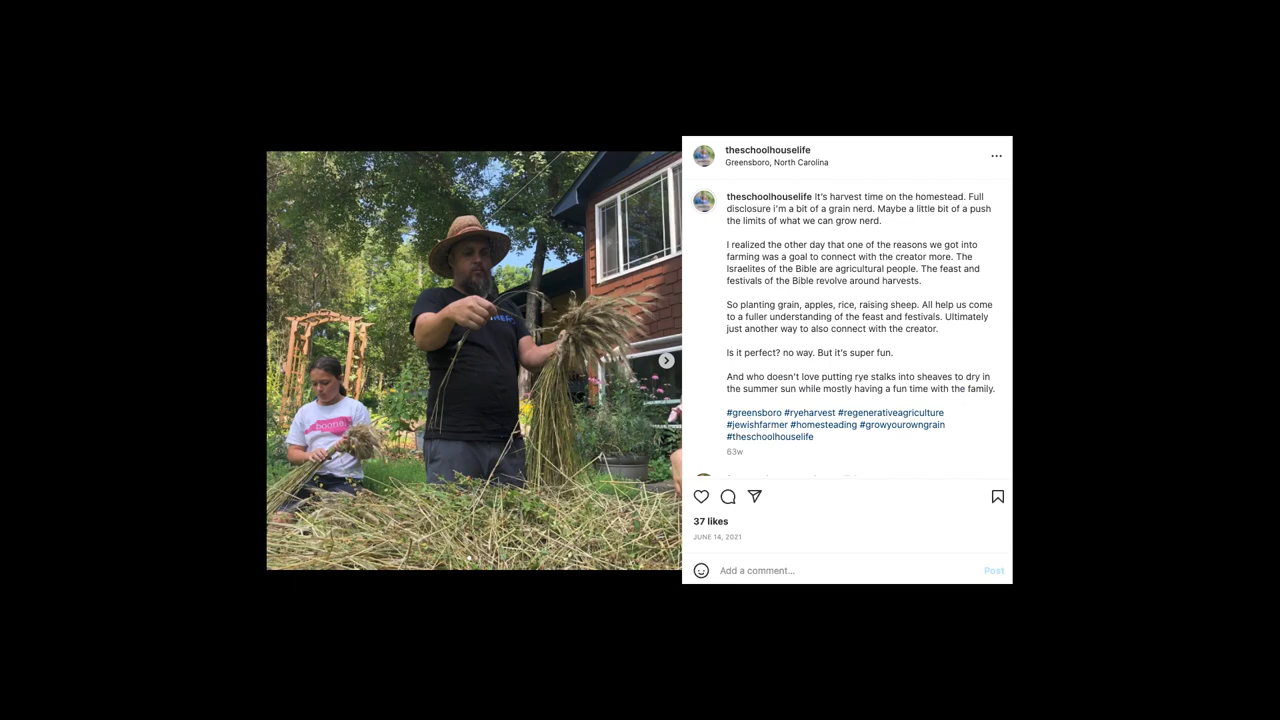 theschoolhouselife
Greensboro, North Carolina
theschoolhouselife It's harvest time on the homestead. Full
disclosure i'm a bit of a grain nerd. Maybe a little bit of a push
the limits of what we can grow nerd.
I realized the other day that one of the reasons we got into
farming was a goal to connect with the creator more. The
Israelites of the Bible are agricultural people. The feast and
festivals of the Bible revolve around harvests.
So planting grain, apples, rice, raising sheep. All help us come
to a fuller understanding of the feast and festivals. Ultimately
just another way to also connect with the creator.
Is it perfect? no way. But it's super fun.
And who doesn't love putting rye stalks into sheaves to dry in
the summer sun while mostly having a fun time with the family.
#greensboro #ryeharvest #regenerativeagriculture
#jewishfarmer #homesteading #growyourowngrain
#theschoolhouselife
63w
37 likes
JUNE 14, 2021
Add a comment...
Post